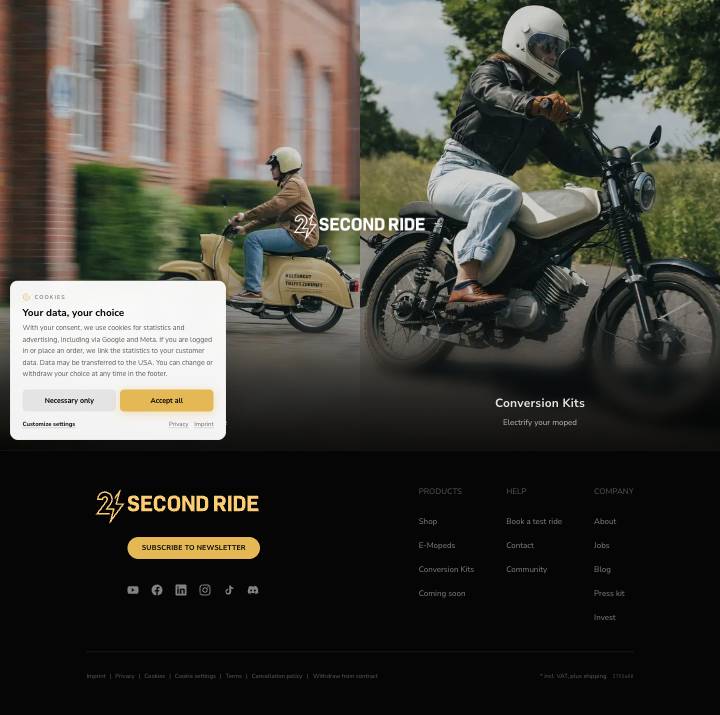 2 SECOND RIDE
COOKIES
Your data, your choice
With your consent, we use cookies for statistics and
advertising, including via Google and Meta. If you are logged
in or place an order, we link the statistics to your customer
data. Data may be transferred to the USA. You can change or
withdraw your choice at any time in the footer.
Necessary only
Accept all
Customize settings
Privacy
Imprint
Conversion Kits
Electrify your moped
2 SECOND RIDE
SUBSCRIBE TO NEWSLETTER
PRODUCTS
Shop
E-Mopeds
Conversion Kits
Coming soon
HELP
Book a test ride
Contact
Community
COMPANY
About
Jobs
Blog
Press kit
Invest
Imprint | Privacy | Cookies | Cookie settings | Terms | Cancellation policy | Withdraw from contract
* incl. VAT, plus shipping